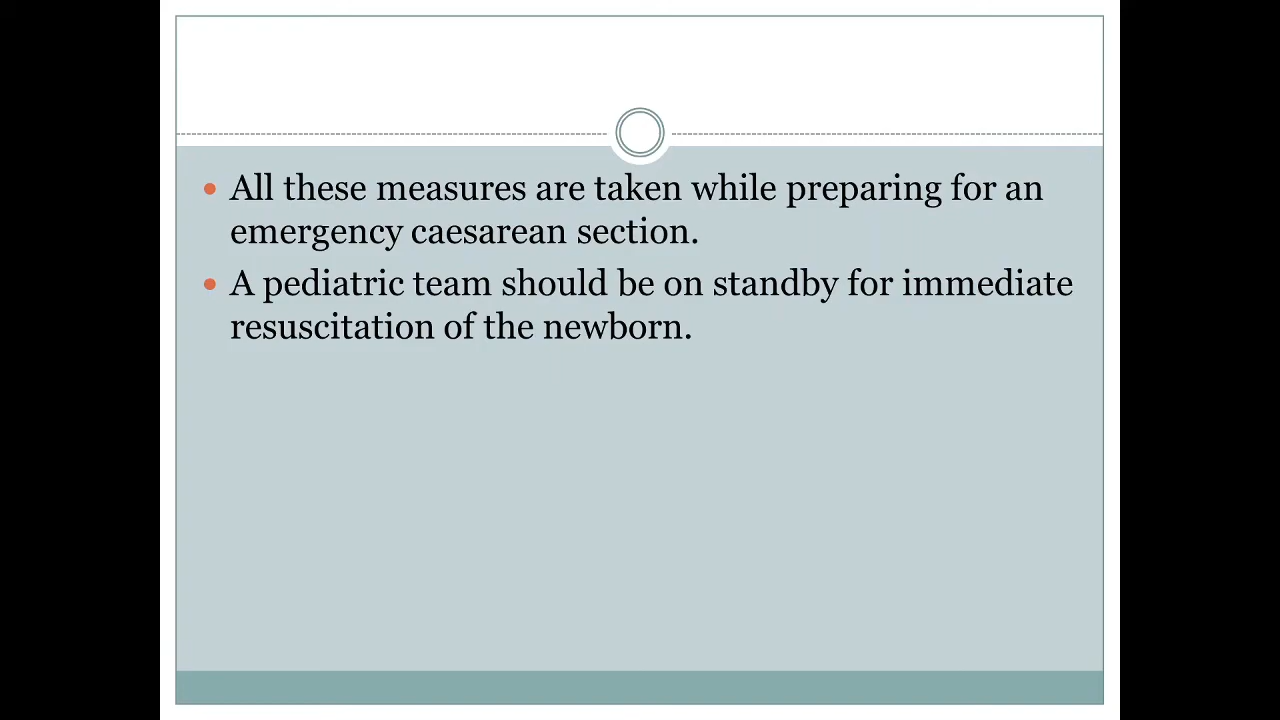 • All these measures are taken while preparing for an
emergency caesarean section.
• A pediatric team should be on standby for immediate
resuscitation of the newborn.